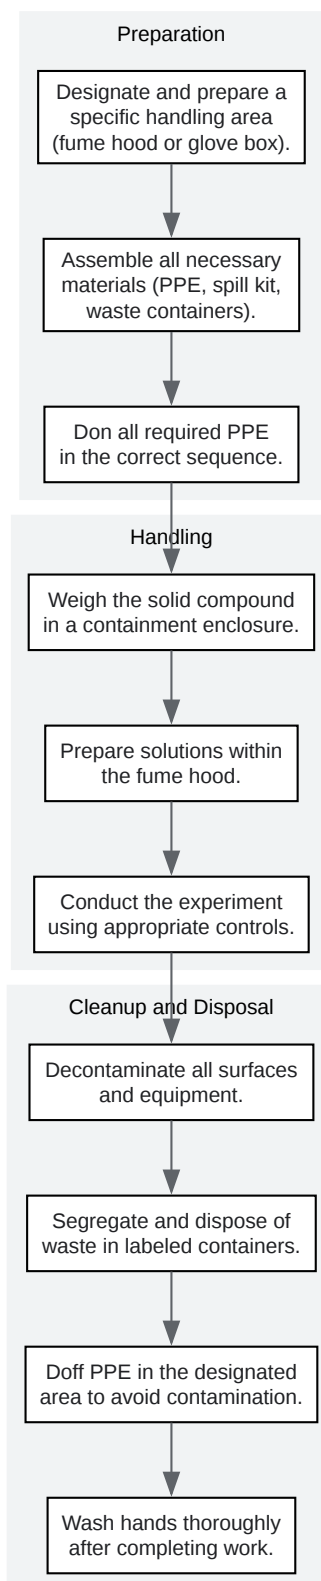 Preparation
Designate and prepare a
specific handling area
(fume hood or glove box).
Assemble all necessary
materials (PPE, spill kit,
waste containers).
Don all required PPE
in the correct sequence.
Handling
Weigh the solid compound
in a containment enclosure.
Prepare solutions within
the fume hood.
Conduct the experiment
using appropriate controls.
Cleanup and Disposal
Decontaminate all surfaces
and equipment.
Segregate and dispose of
waste in labeled containers.
Doff PPE in the designated
area to avoid contamination.
Wash hands thoroughly
after completing work.